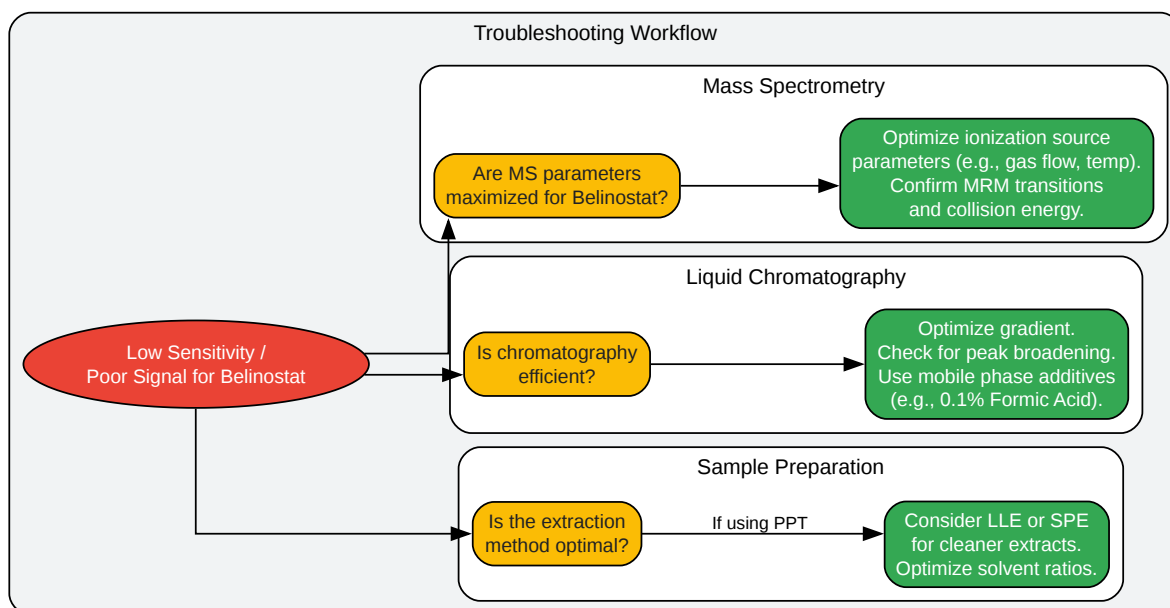 Troubleshooting Workflow
Mass Spectrometry
Are MS parameters
maximized for Belinostat?
Optimize ionization source
parameters (e.g., gas flow, temp).
Confirm MRM transitions
and collision energy.
Liquid Chromatography
Low Sensitivity /
Poor Signal for Belinostat
Is chromatography
efficient?
Optimize gradient.
Check for peak broadening.
Use mobile phase additives
(e.g., 0.1% Formic Acid).
Sample Preparation
Is the extraction
method optimal?
If using PPT
Consider LLE or SPE
for cleaner extracts.
Optimize solvent ratios.